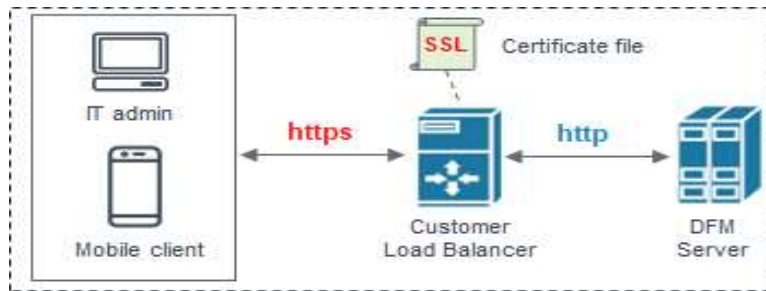 SSL
Certificate file
IT admin
https
http
Mobile client
Customer
Load Balancer
DFM
Server